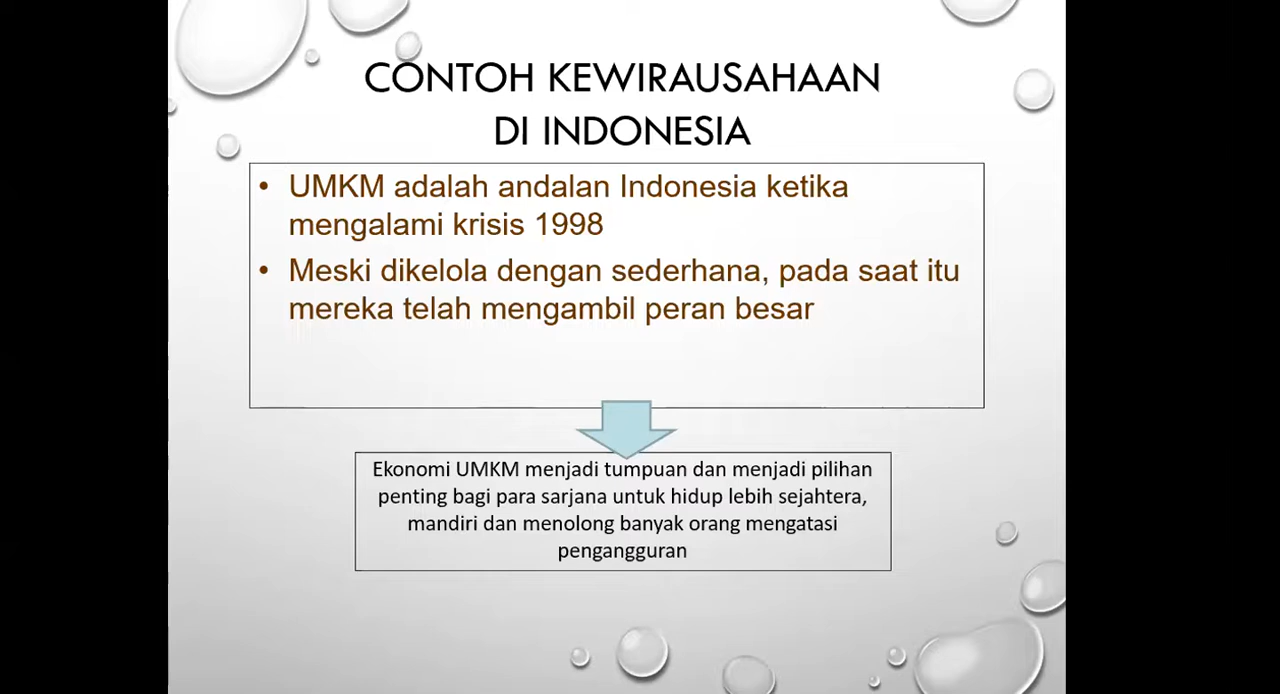 CONTOH KEWIRAUSAHAAN
DI INDONESIA
• UMKM adalah andalan Indonesia ketika
mengalami krisis 1998
• Meski dikelola dengan sederhana, pada saat itu
mereka telah mengambil peran besar
Ekonomi UMKM menjadi tumpuan dan menjadi pilihan
penting bagi para sarjana untuk hidup lebih sejahtera,
mandiri dan menolong banyak orang mengatasi
pengangguran